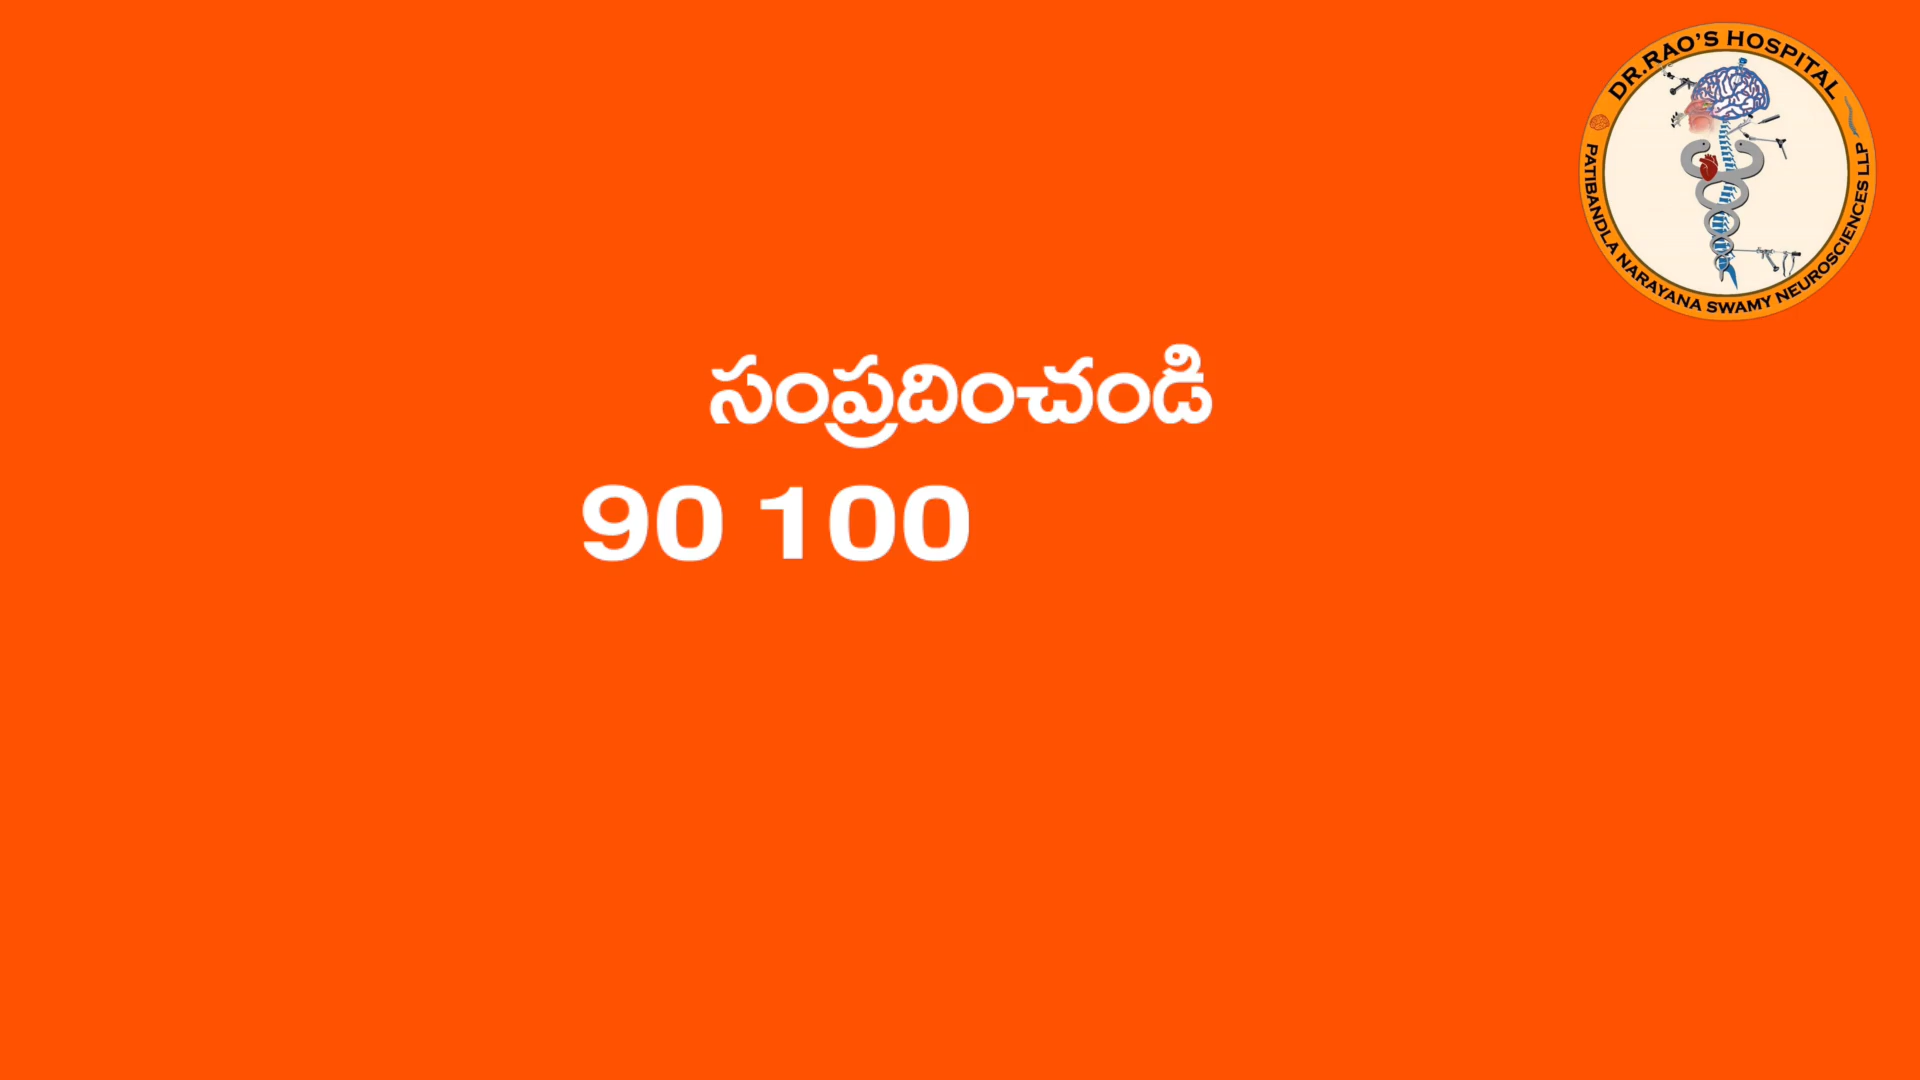 DR.RAO'S HOSPITAL
PATIBANDLA NARAYANA SWAMY NEUROSCIENCES LLP
సంప్రదించండి
90 100